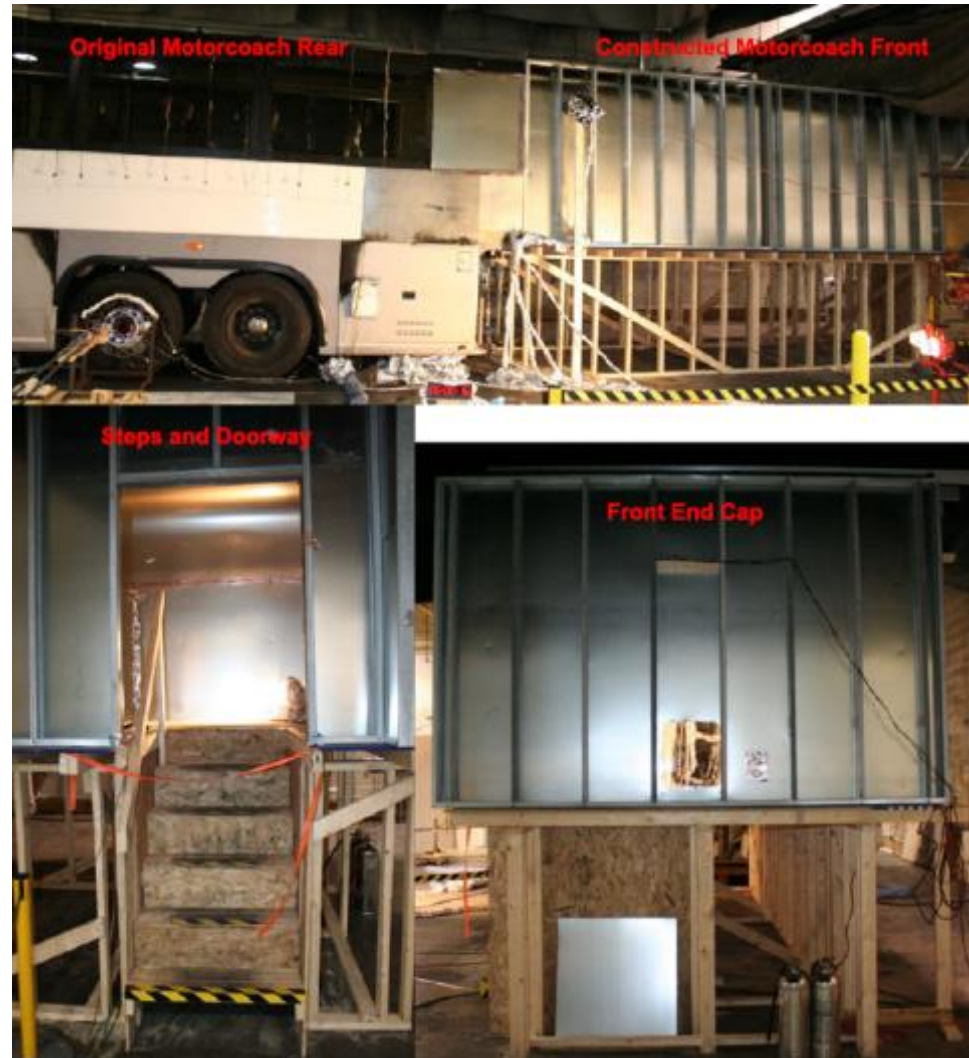 Original Motorcoach Rear
Constructed Motorcoach Front
Steps and Doorway
Front End Cap